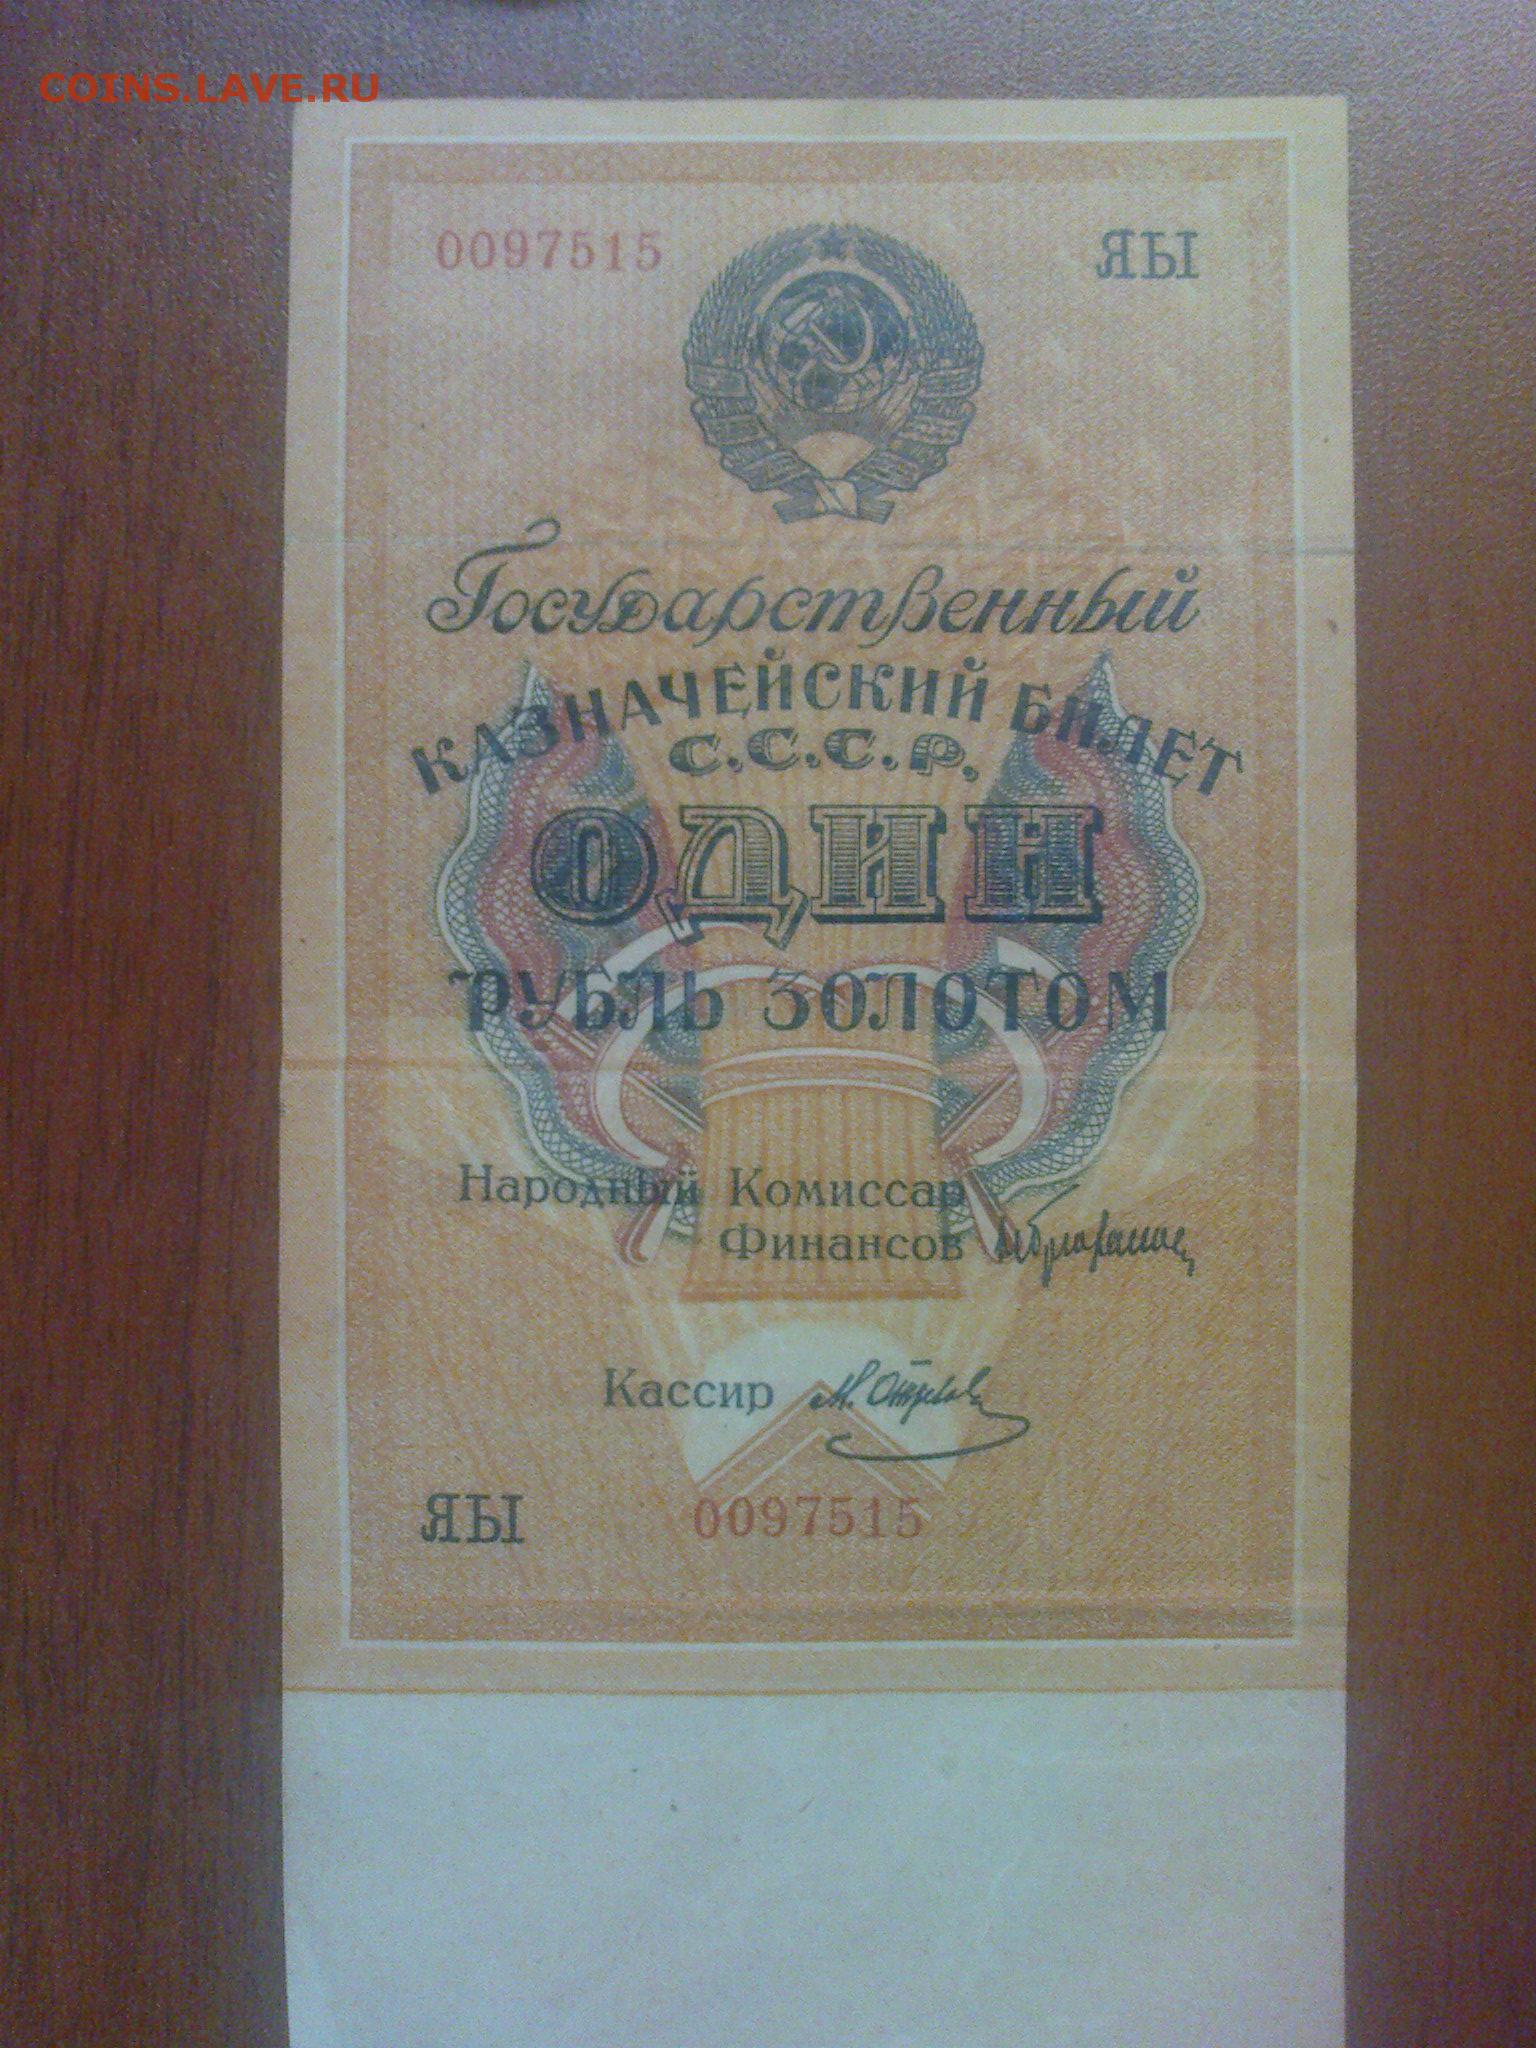 COINS.LAVE.RU
0097515 ЯЫ
Государственный
КАЗНАЧЕЙСКИЙ БИЛЕТ
С.С.С.Р.
ОДИН
РУБЛЬ ЗОЛОТОМ
Народный Комиссар
Финансов
Кассир
ЯЫ 0097515